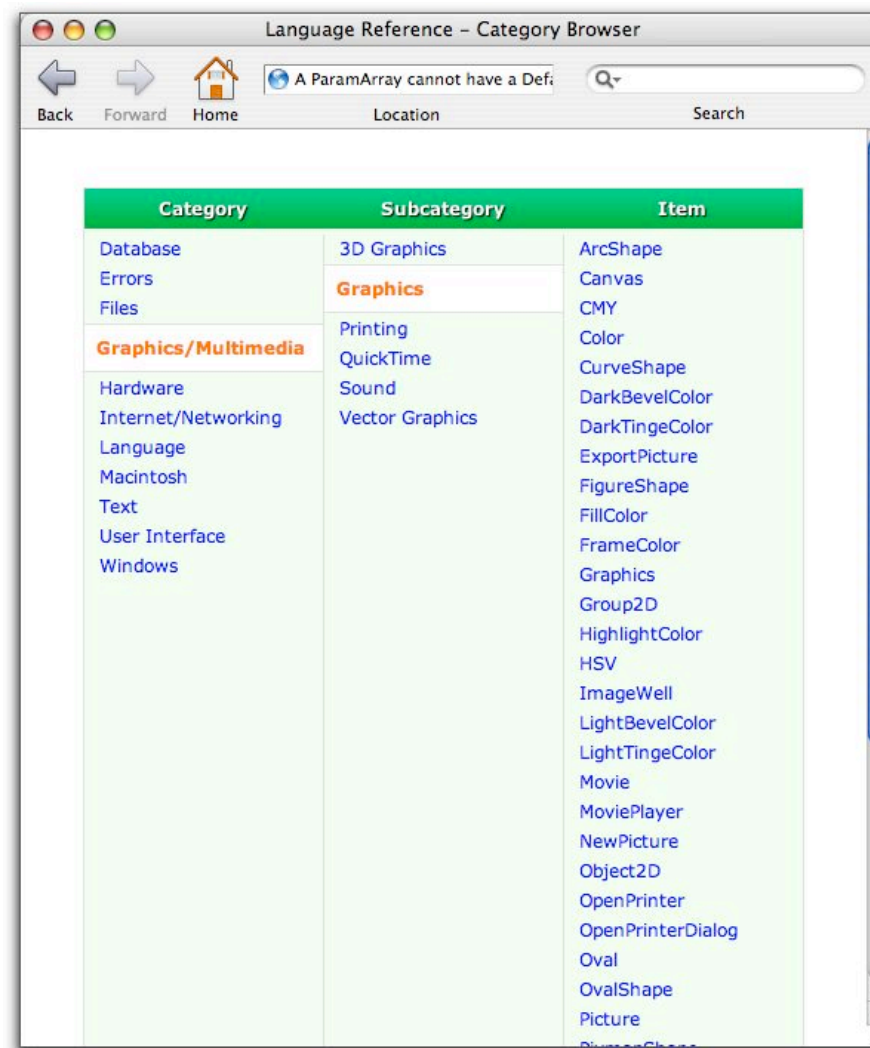 Language Reference – Category Browser
A ParamArray cannot have a Defa
Back
Forward
Home
Location
Search
Category
Subcategory
Item
Database
Errors
Files
Graphics/Multimedia
Hardware
Internet/Networking
Language
Macintosh
Text
User Interface
Windows
3D Graphics
Graphics
Printing
QuickTime
Sound
Vector Graphics
ArcShape
Canvas
CMY
Color
CurveShape
DarkBevelColor
DarkTingeColor
ExportPicture
FigureShape
FillColor
FrameColor
Graphics
Group2D
HighlightColor
HSV
ImageWell
LightBevelColor
LightTingeColor
Movie
MoviePlayer
NewPicture
Object2D
OpenPrinter
OpenPrinterDialog
Oval
OvalShape
Picture